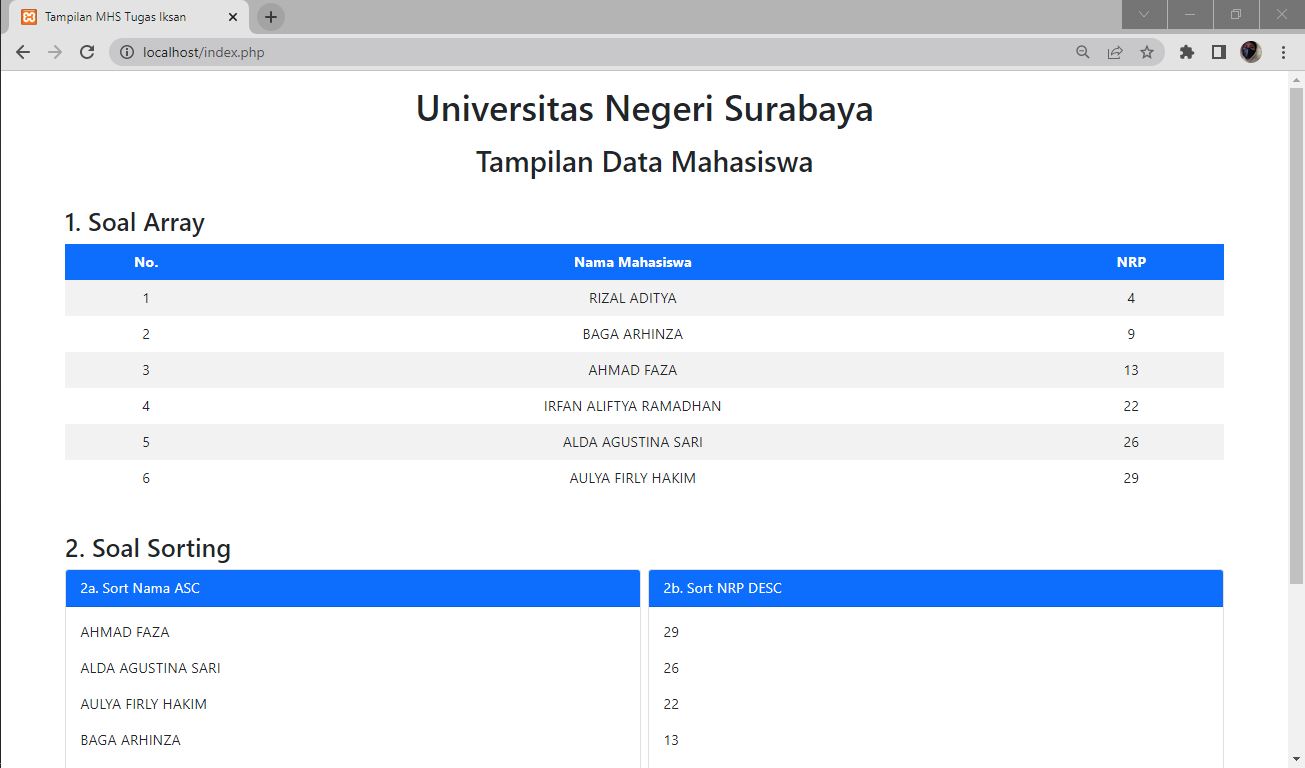 Tampilan MHS Tugas Iksan
localhost/index.php
Universitas Negeri Surabaya
Tampilan Data Mahasiswa
1. Soal Array
No. Nama Mahasiswa NRP
1 RIZAL ADITYA 4
2 BAGA ARHINZA 9
3 AHMAD FAZA 13
4 IRFAN ALIFTYA RAMADHAN 22
5 ALDA AGUSTINA SARI 26
6 AULYA FIRLY HAKIM 29
2. Soal Sorting
2a. Sort Nama ASC 2b. Sort NRP DESC
AHMAD FAZA 29
ALDA AGUSTINA SARI 26
AULYA FIRLY HAKIM 22
BAGA ARHINZA 13